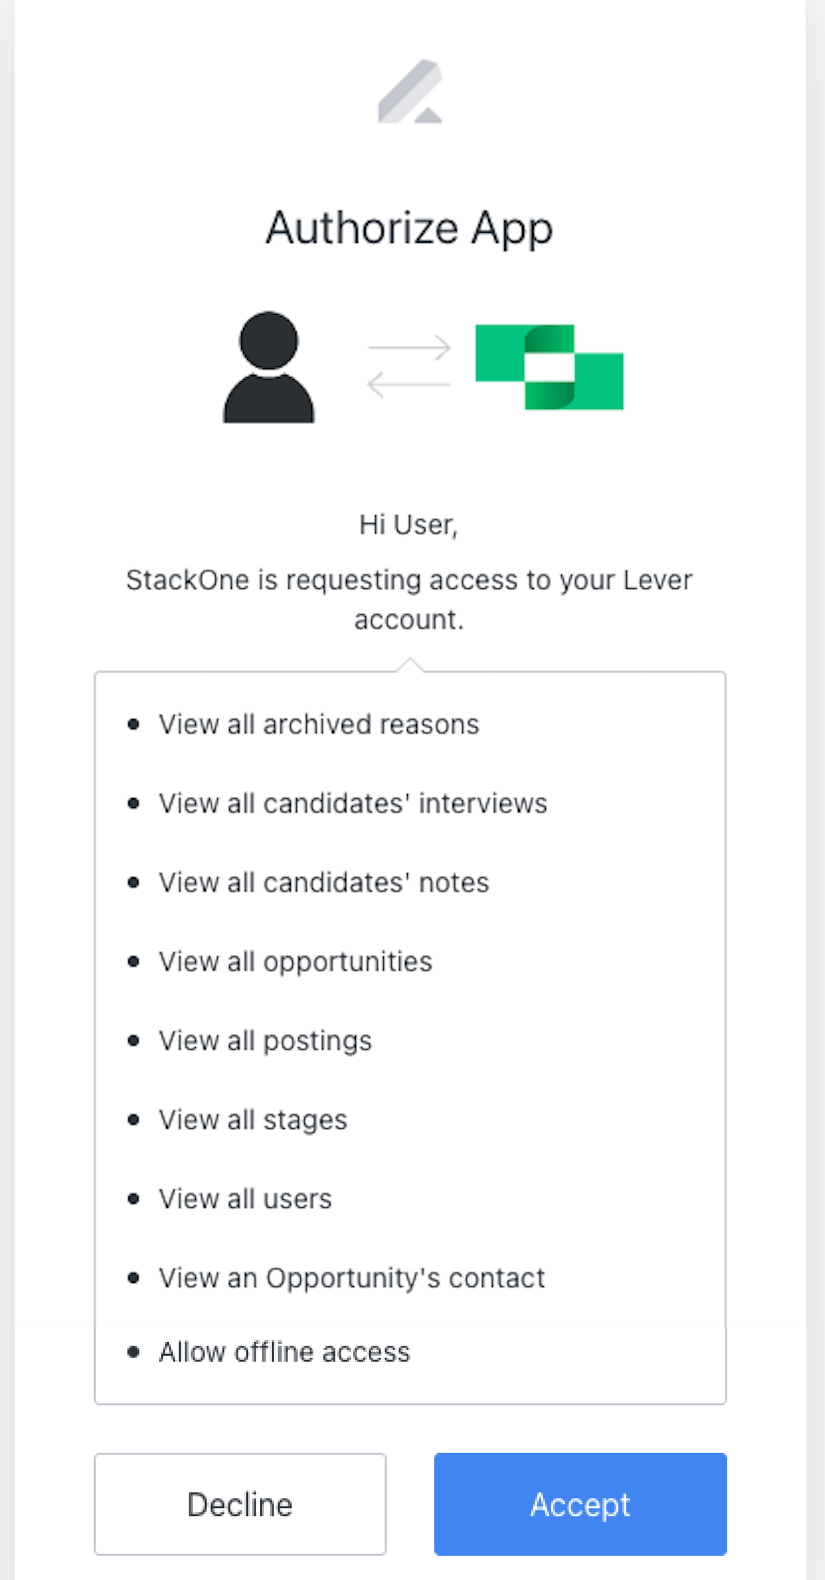 Authorize App
Hi User,
StackOne is requesting access to your Lever
account.
• View all archived reasons
• View all candidates' interviews
• View all candidates' notes
• View all opportunities
• View all postings
• View all stages
• View all users
• View an Opportunity's contact
• Allow offline access
Decline
Accept